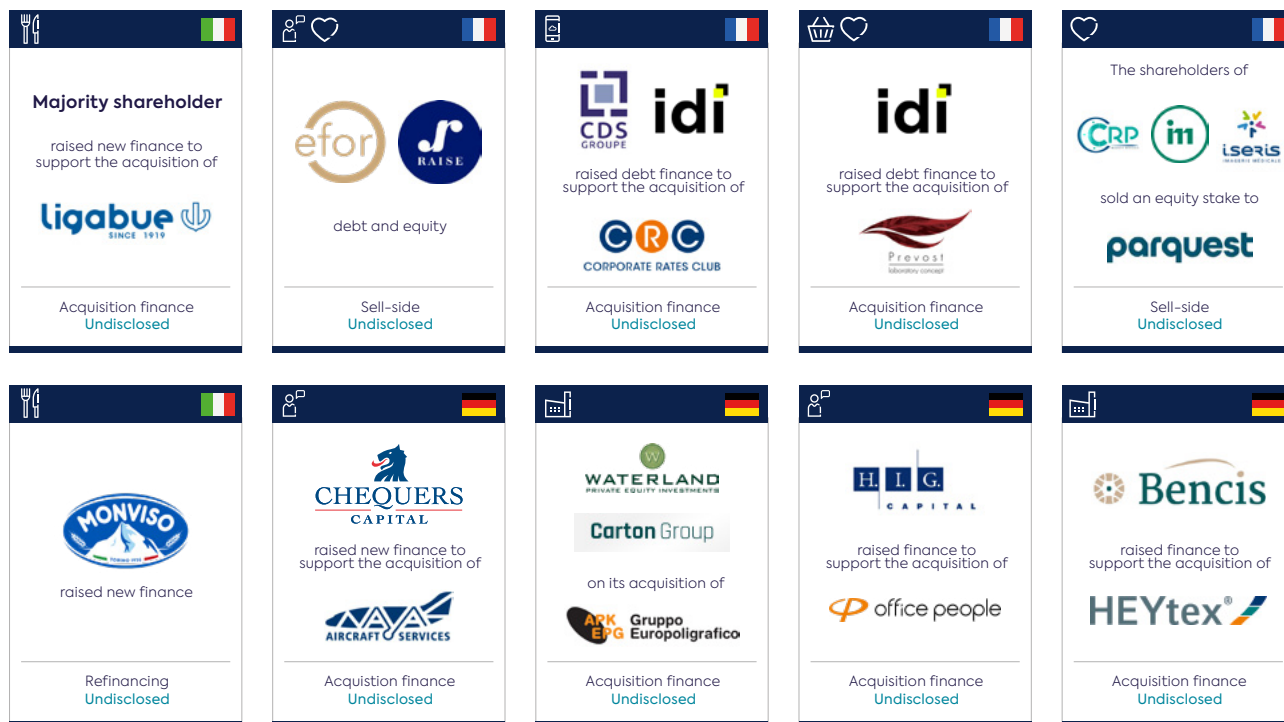 Majority shareholder
raised new finance to
support the acquisition of
ligabue
SINCE 1919
Acquisition finance
Undisclosed
efor
RAISE
debt and equity
Sell-side
Undisclosed
CDS
GROUPE
idi
raised debt finance to
support the acquisition of
CRC
CORPORATE RATES CLUB
Acquisition finance
Undisclosed
idi
raised debt finance to
support the acquisition of
Prevost
laboratory concept
Acquisition finance
Undisclosed
The shareholders of
CRP
im
iseris
IMAGERIE MÉDICALE
sold an equity stake to
parquest
Sell-side
Undisclosed
MONVISO
raised new finance
Refinancing
Undisclosed
CHEQUERS
CAPITAL
raised new finance to
support the acquisition of
AIRCRAFT SERVICES
Acquistion finance
Undisclosed
W
WATERLAND
PRIVATE EQUITY INVESTMENTS
Carton Group
on its acquisition of
APK
EPG
Gruppo
Europoligrafico
Acquisition finance
Undisclosed
H.I.G.
CAPITAL
raised finance to
support the acquisition of
office people
Acquisition finance
Undisclosed
Bencis
raised finance to
support the acquisition of
HEYtex®
Acquisition finance
Undisclosed